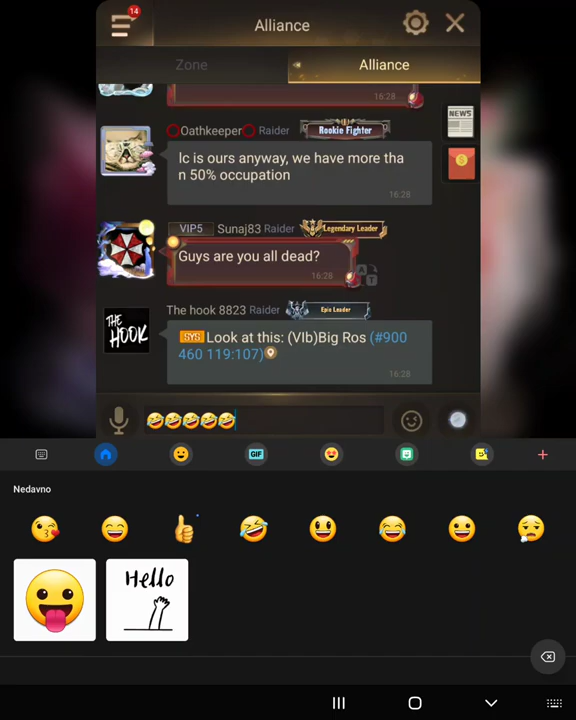 14
Alliance
Zone
Alliance
16:28
NEWS
Oathkeeper Raider Rookie Fighter
Ic is ours anyway, we have more tha
n 50% occupation
16:28
VIP5 Sunaj83 Raider Legendary Leader
Guys are you all dead?
16:28
The hook 8823 Raider Epic Leader
THE HOOK
SYS Look at this: (VIb)Big Ros (#900
460 119:107)
16:28
GIF
Nedavno
Hello